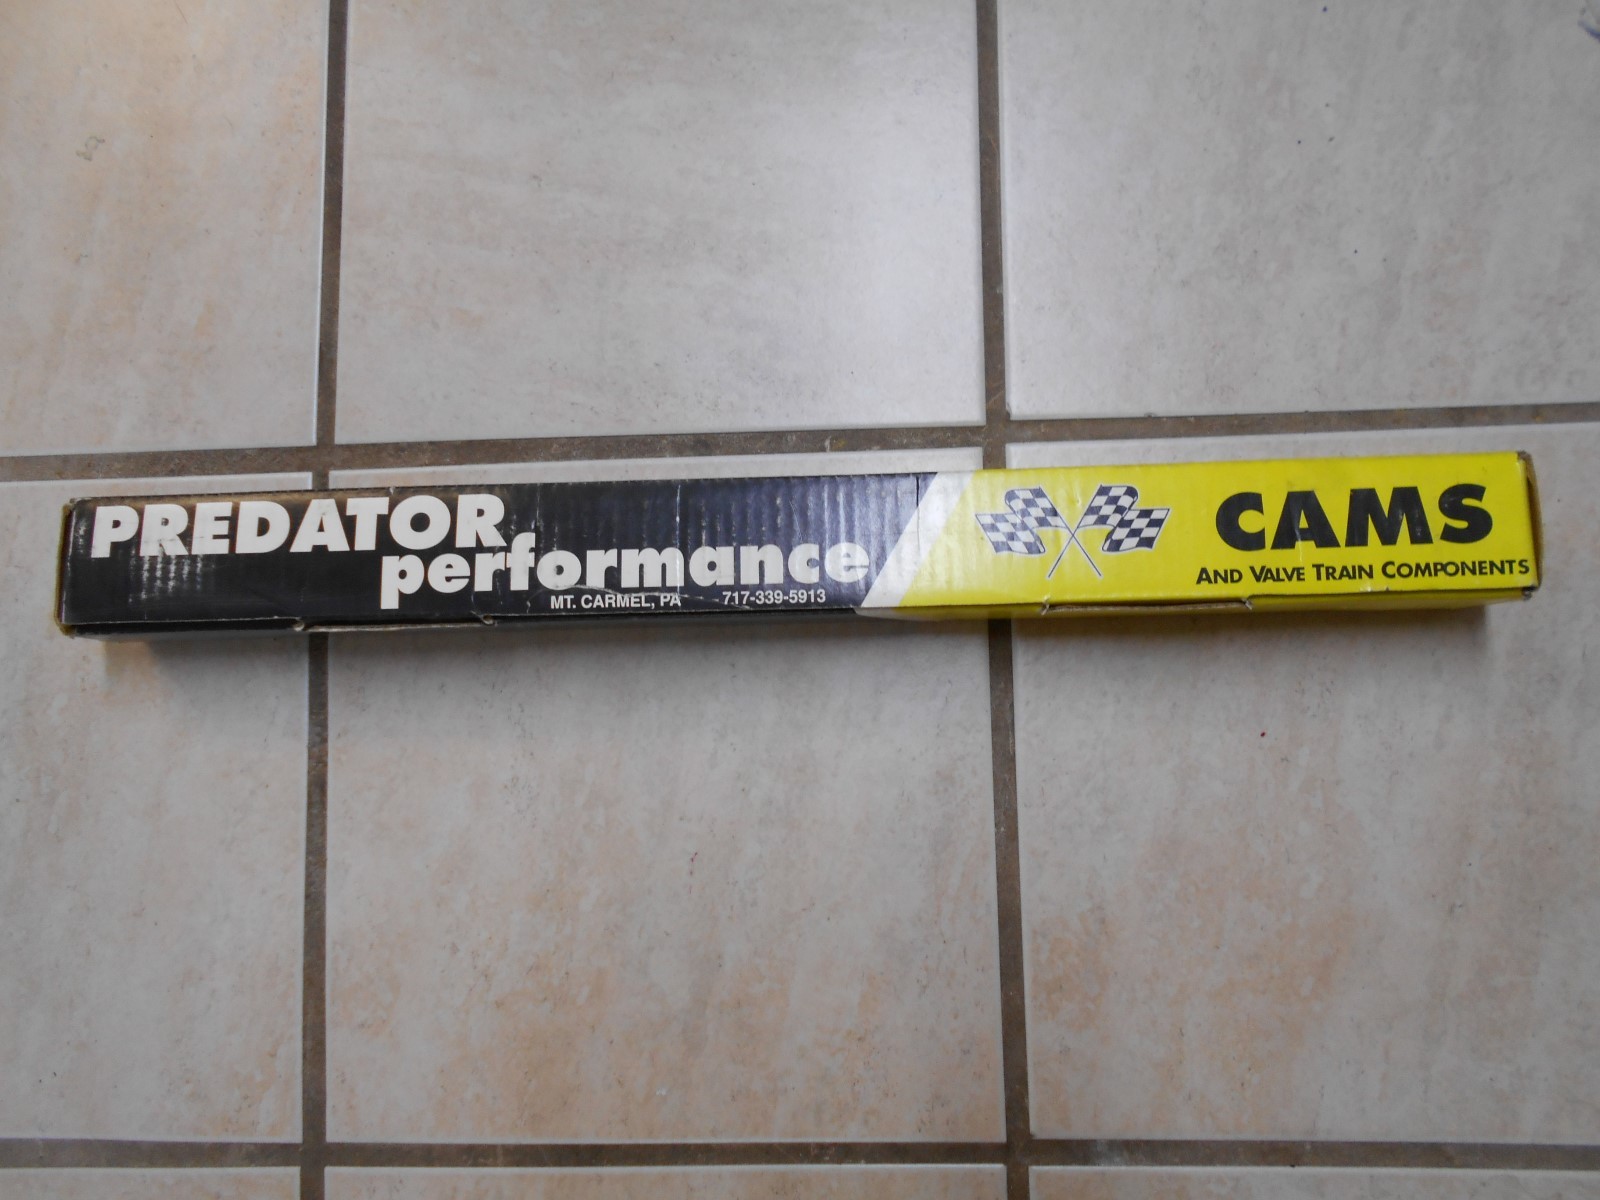 PREDATOR
performance
MT. CARMEL, PA 717-339-5913
CAMS
AND VALVE TRAIN COMPONENTS